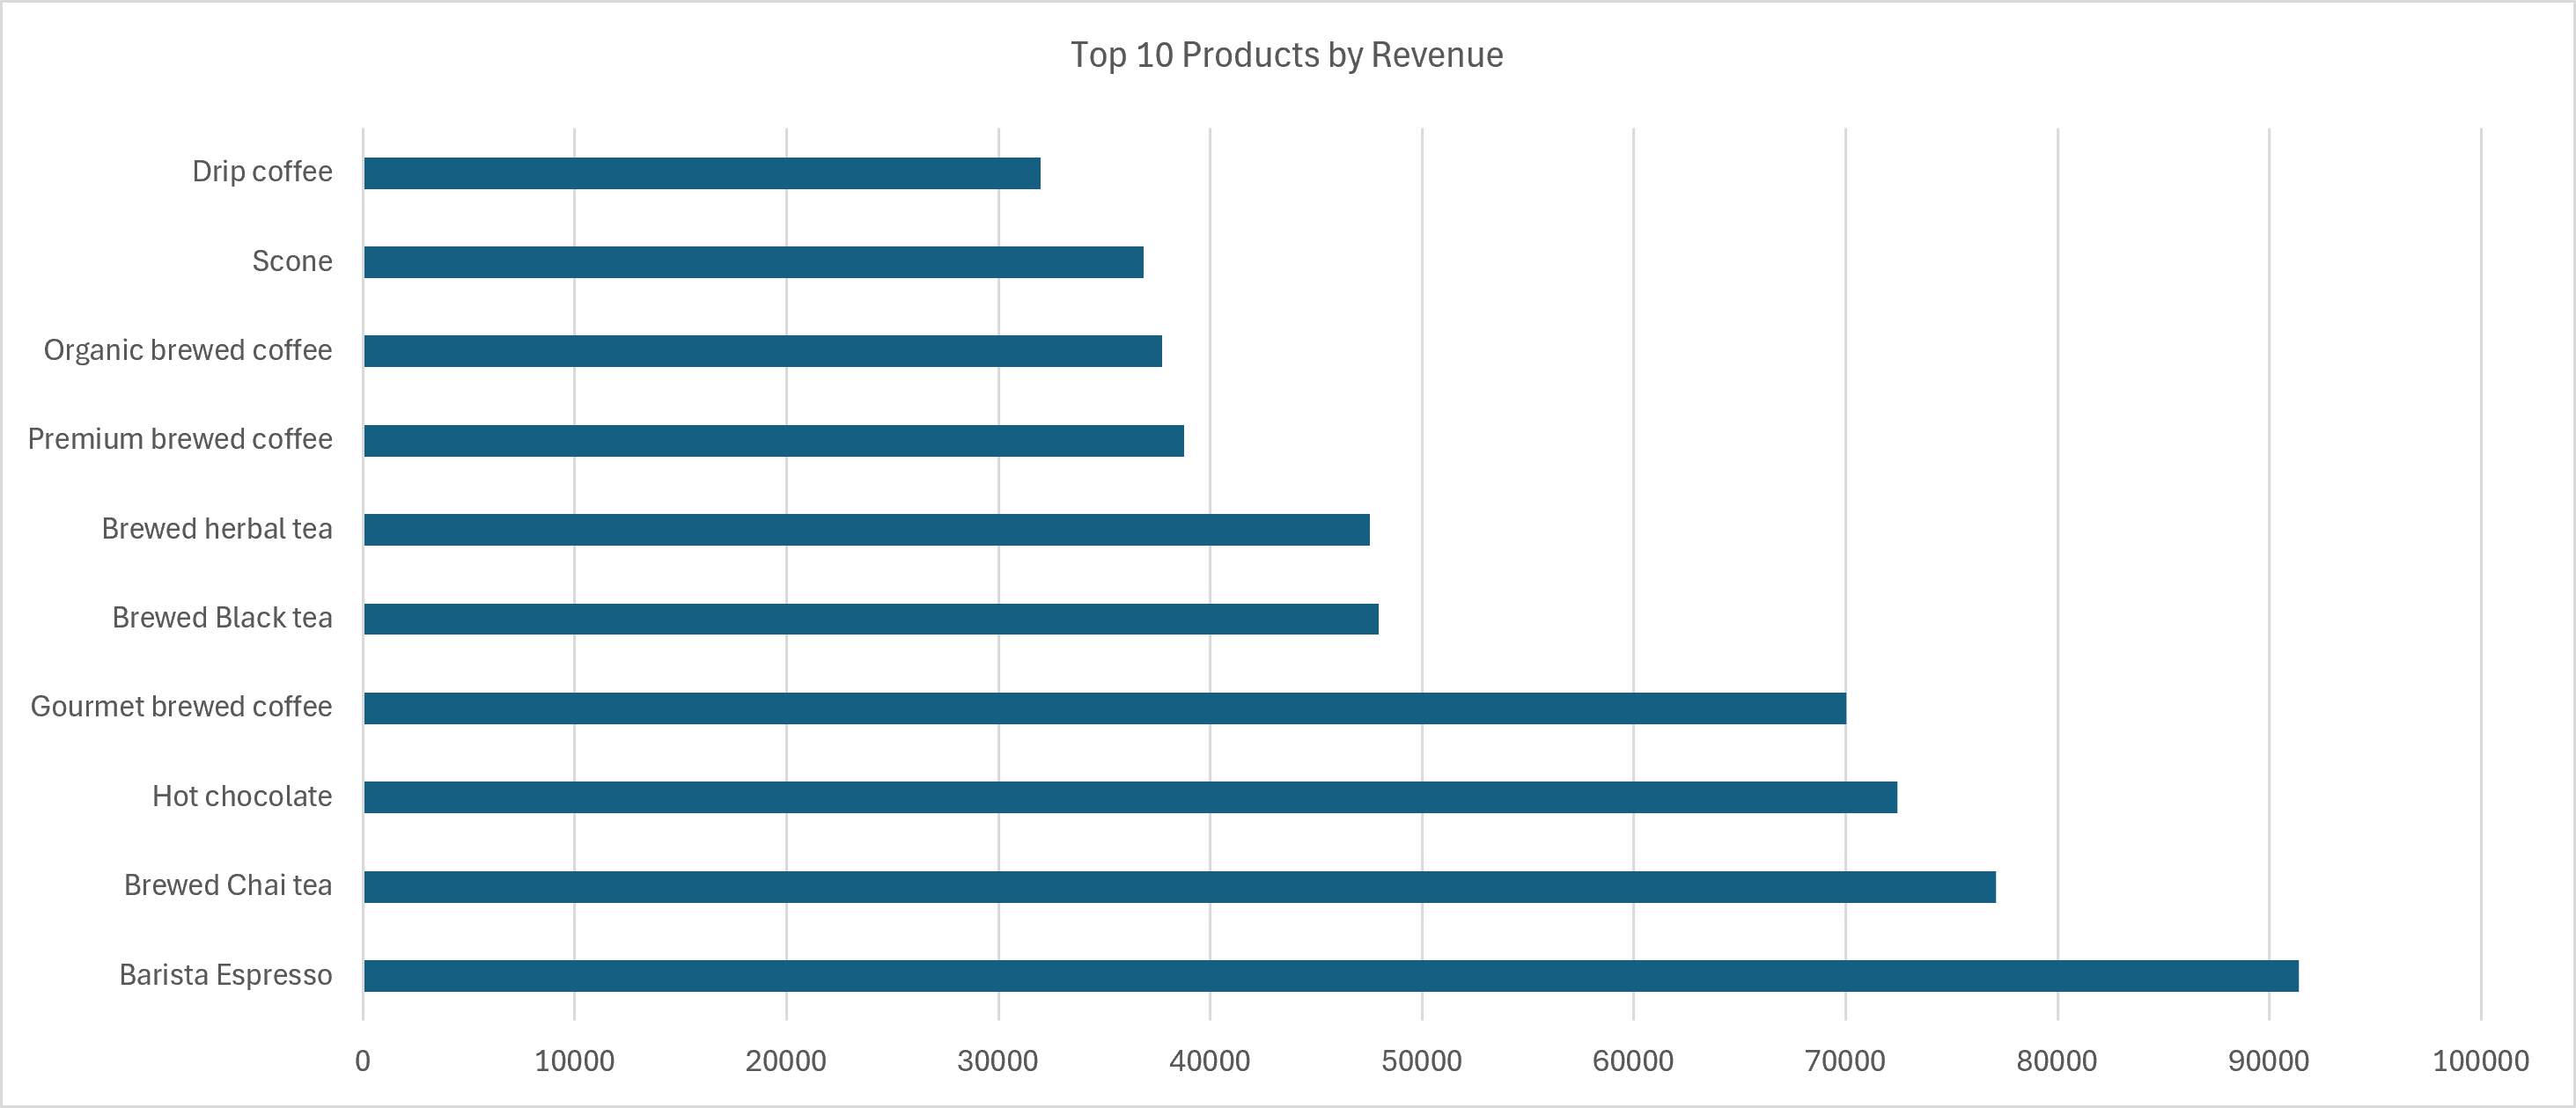 Top 10 Products by Revenue
Drip coffee
Scone
Organic brewed coffee
Premium brewed coffee
Brewed herbal tea
Brewed Black tea
Gourmet brewed coffee
Hot chocolate
Brewed Chai tea
Barista Espresso
0 10000 20000 30000 40000 50000 60000 70000 80000 90000 100000